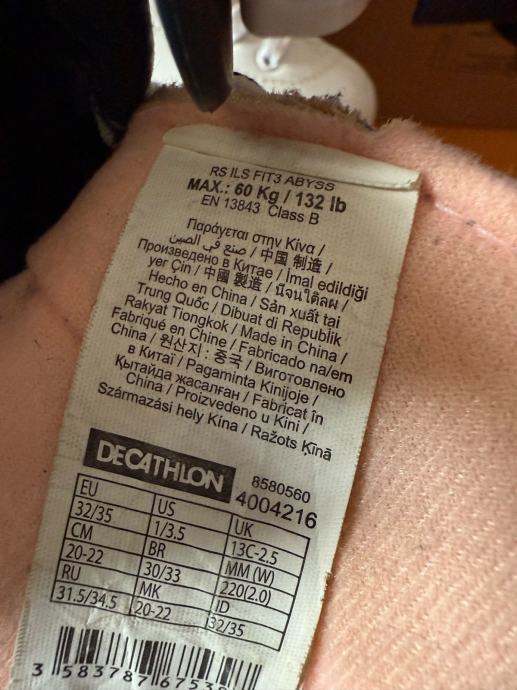 RS ILS FIT3 ABYSS
MAX.: 60 Kg / 132 lb
EN 13843 Class B
Παράγεται στην Κίνα /
صنع في الصين / 中国 制造 /
Произведено в Китае / İmal edildiği
yer Çin / 中國 製造 / นี่จีน
Hecho en China / Sản xuất tại
Trung Quốc / Dibuat di Republik
Rakyat Tiongkok / Made in China /
Fabriqué en Chine / Fabricado na/em
China / 원산지 : 중국 / Виготовлено
в Китаї / Pagaminta Kinijoje /
Қытайда жасалған / Fabricat în
China / Proizvedeno u Kini /
Származási hely Kína / Ražots Ķīnā
DECATHLON
8580560
4004216
EU US UK
32/35 1/3.5 13C-2.5
CM BR MM (W)
20-22 30/33 220(2.0)
RU MK ID
31.5/34.5 20-22 32/35
3 583787 67538